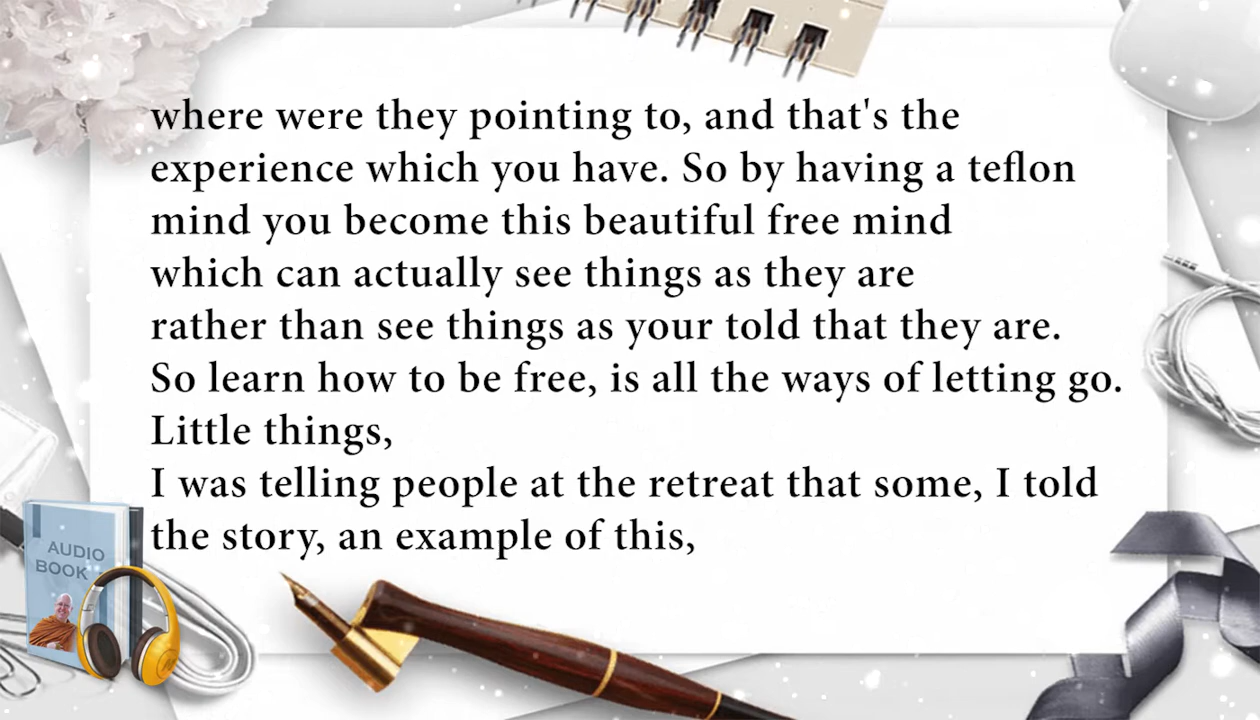 where were they pointing to, and that's the
experience which you have. So by having a teflon
mind you become this beautiful free mind
which can actually see things as they are
rather than see things as your told that they are.
So learn how to be free, is all the ways of letting go.
Little things,
I was telling people at the retreat that some, I told
the story, an example of this,
AUDIO
BOOK